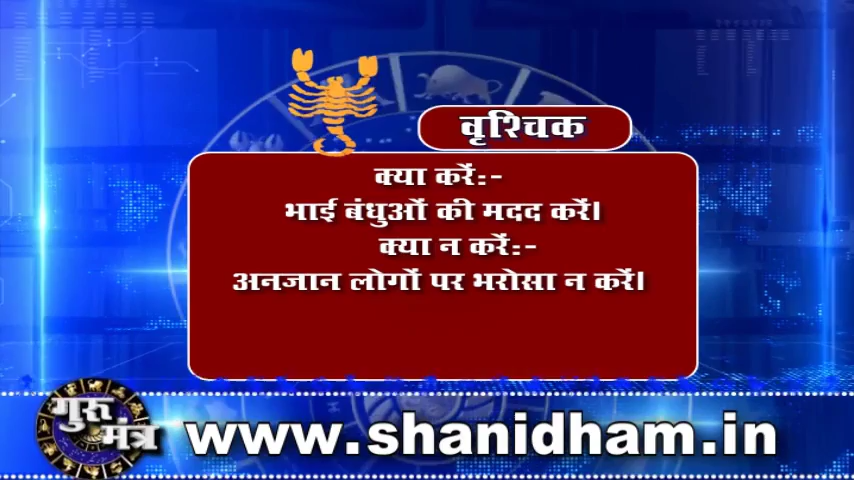 वृश्चिक
क्या करें:-
भाई बंधुओं की मदद करें।
क्या न करें:-
अनजान लोगों पर भरोसा न करें।
गुरू
मंत्र
www.shanidham.in